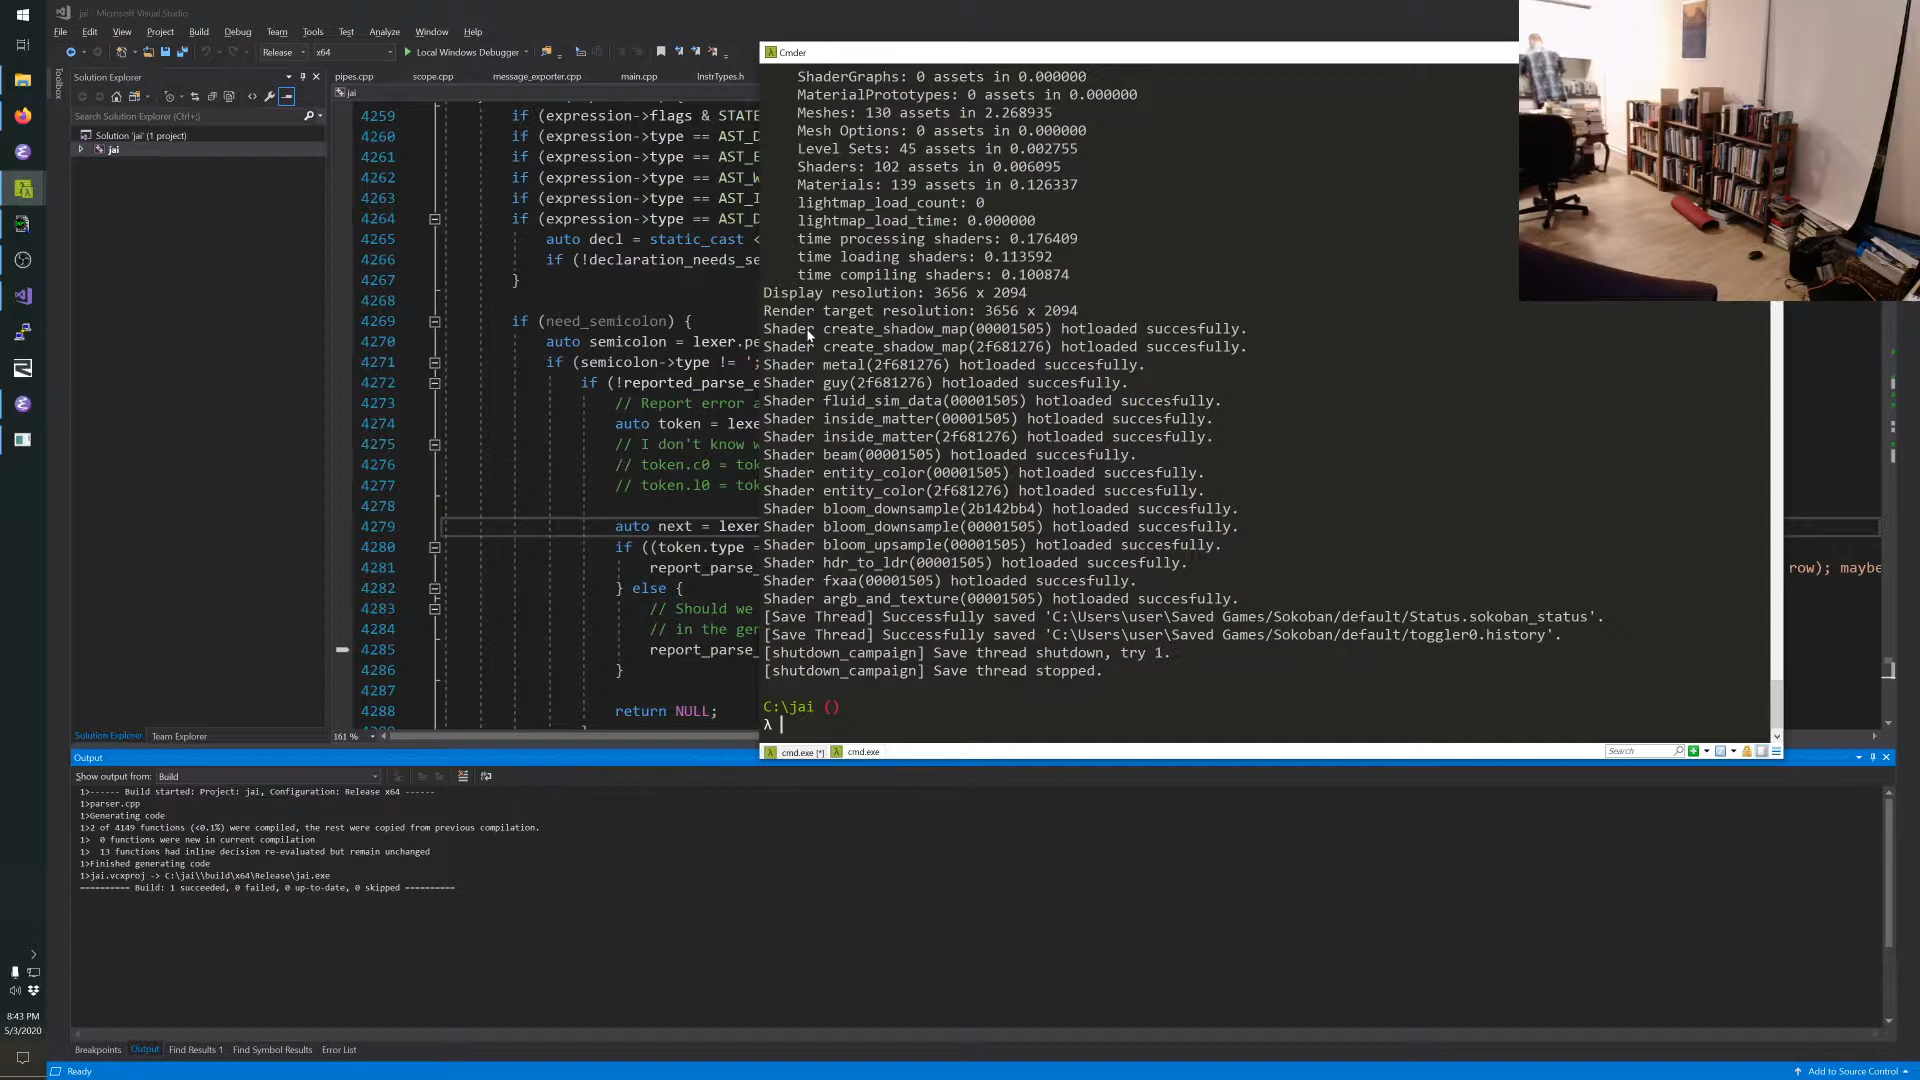 jai - Microsoft Visual Studio
File Edit View Project Build Debug Team Tools Test Analyze Window Help
Release x64 Local Windows Debugger
Toolbox
Solution Explorer
Search Solution Explorer (Ctrl+;)
Solution 'jai' (1 project)
jai
Solution Explorer Team Explorer
pipes.cpp scope.cpp message_exporter.cpp main.cpp InstrTypes.h
jai
4259 if (expression->flags & STATE
4260 if (expression->type == AST_D
4261 if (expression->type == AST_E
4262 if (expression->type == AST_W
4263 if (expression->type == AST_I
4264 if (expression->type == AST_D
4265 auto decl = static_cast <
4266 if (!declaration_needs_se
4267 }
4268
4269 if (need_semicolon) {
4270 auto semicolon = lexer.pe
4271 if (semicolon->type != ';
4272 if (!reported_parse_e
4273 // Report error a
4274 auto token = lexe
4275 // I don't know w
4276 // token.c0 = tok
4277 // token.l0 = tok
4278
4279 auto next = lexer
4280 if ((token.type =
4281 report_parse_
4282 } else {
4283 // Should we
4284 // in the gen
4285 report_parse_
4286 }
4287
4288 return NULL;
161 %
row); maybe
Cmder
ShaderGraphs: 0 assets in 0.000000
MaterialPrototypes: 0 assets in 0.000000
Meshes: 130 assets in 2.268935
Mesh Options: 0 assets in 0.000000
Level Sets: 45 assets in 0.002755
Shaders: 102 assets in 0.006095
Materials: 139 assets in 0.126337
lightmap_load_count: 0
lightmap_load_time: 0.000000
time processing shaders: 0.176409
time loading shaders: 0.113592
time compiling shaders: 0.100874
Display resolution: 3656 x 2094
Render target resolution: 3656 x 2094
Shader create_shadow_map(00001505) hotloaded succesfully.
Shader create_shadow_map(2f681276) hotloaded succesfully.
Shader metal(2f681276) hotloaded succesfully.
Shader guy(2f681276) hotloaded succesfully.
Shader fluid_sim_data(00001505) hotloaded succesfully.
Shader inside_matter(00001505) hotloaded succesfully.
Shader inside_matter(2f681276) hotloaded succesfully.
Shader beam(00001505) hotloaded succesfully.
Shader entity_color(00001505) hotloaded succesfully.
Shader entity_color(2f681276) hotloaded succesfully.
Shader bloom_downsample(2b142bb4) hotloaded succesfully.
Shader bloom_downsample(00001505) hotloaded succesfully.
Shader bloom_upsample(00001505) hotloaded succesfully.
Shader hdr_to_ldr(00001505) hotloaded succesfully.
Shader fxaa(00001505) hotloaded succesfully.
Shader argb_and_texture(00001505) hotloaded succesfully.
[Save Thread] Successfully saved 'C:\Users\user\Saved Games/Sokoban/default/Status.sokoban_status'.
[Save Thread] Successfully saved 'C:\Users\user\Saved Games/Sokoban/default/toggler0.history'.
[shutdown_campaign] Save thread shutdown, try 1.
[shutdown_campaign] Save thread stopped.
C:\jai ()
λ
cmd.exe [*] cmd.exe Search
Output
Show output from: Build
1>------ Build started: Project: jai, Configuration: Release x64 ------
1>parser.cpp
1>Generating code
1>2 of 4149 functions (<0.1%) were compiled, the rest were copied from previous compilation.
1> 0 functions were new in current compilation
1> 13 functions had inline decision re-evaluated but remain unchanged
1>Finished generating code
1>jai.vcxproj -> C:\jai\\build\x64\Release\jai.exe
========== Build: 1 succeeded, 0 failed, 0 up-to-date, 0 skipped ==========
Breakpoints Output Find Results 1 Find Symbol Results Error List
Ready Add to Source Control
8:43 PM
5/3/2020